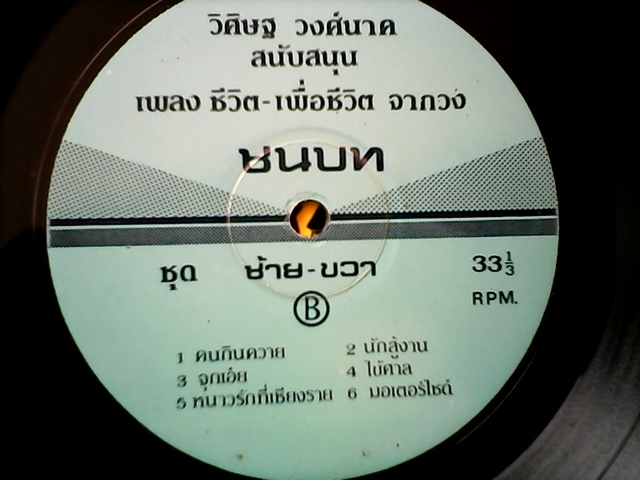 วิศิษฐ วงศ์นาค
สนับสนุน
เพลง ชีวิต-เพื่อชีวิต จากวง
ชนบท
ชุด ซ้าย-ขวา 33 1/3
B RPM.
1 คนกินควาย 2 นักสู้งาน
3 จุกเอ๋ย 4 ไข้ศาล
5 หนาวรักที่เชียงราย 6 มอเตอร์ไซด์